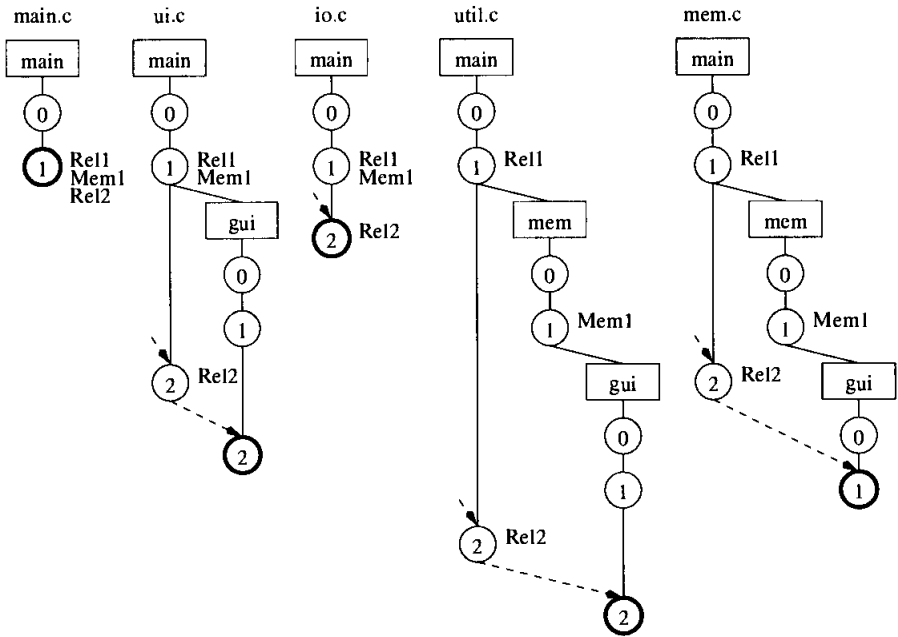 main.c ui.c io.c util.c mem.c
main main main main main
0 0 0 0 0
1 Rel1 1 Rel1 1 Rel1 1 Rel1 1 Rel1
Mem1 Mem1 Mem1
Rel2
gui mem mem
2 Rel2
0 0 0
1 1 Mem1 1 Mem1
2 Rel2 gui 2 Rel2 gui
0 0
2
1 1
2 Rel2
2